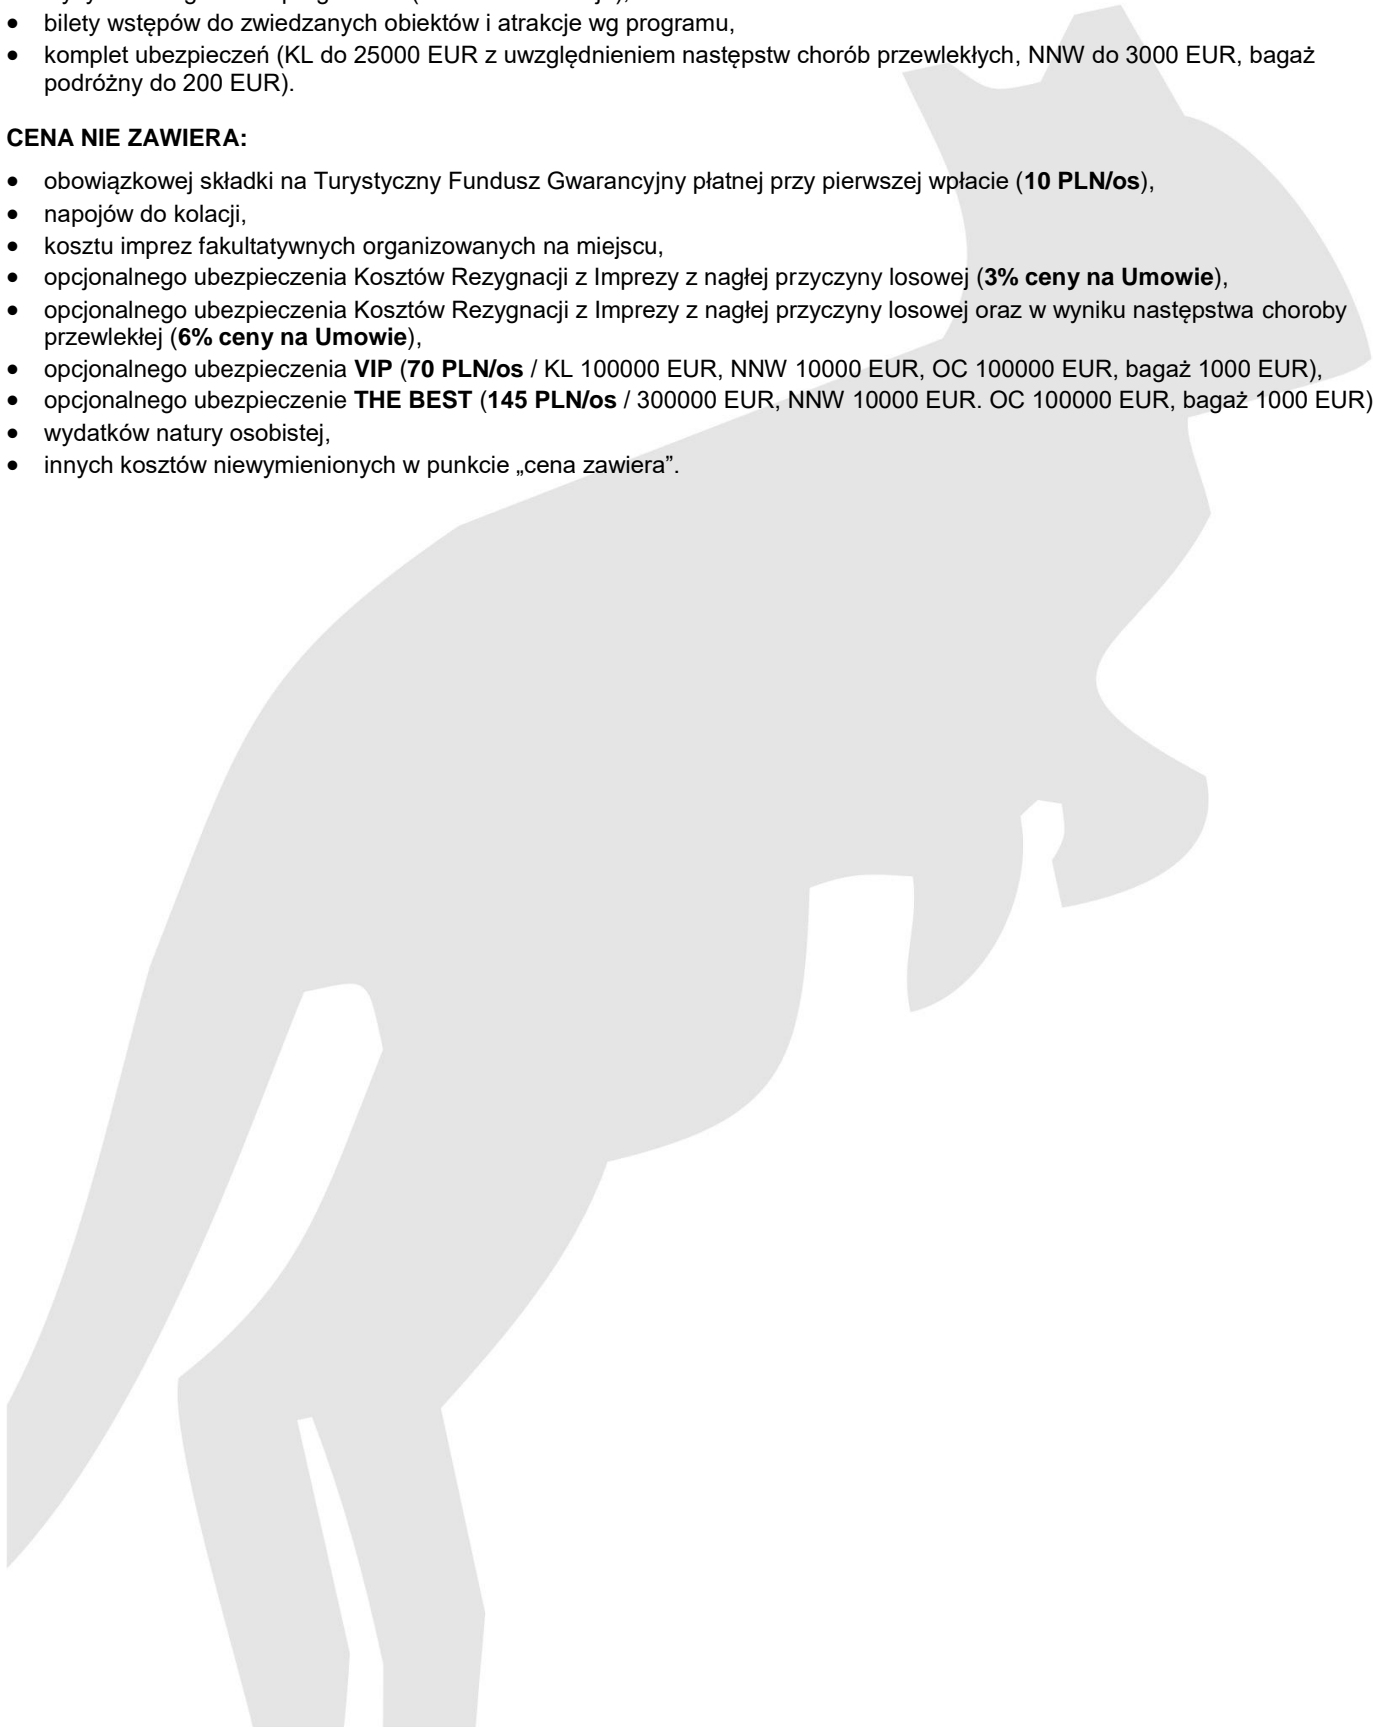 • bilety wstępów do zwiedzanych obiektów i atrakcje wg programu,
• komplet ubezpieczeń (KL do 25000 EUR z uwzględnieniem następstw chorób przewlekłych, NNW do 3000 EUR, bagaż
podróżny do 200 EUR).
CENA NIE ZAWIERA:
• obowiązkowej składki na Turystyczny Fundusz Gwarancyjny płatnej przy pierwszej wpłacie (10 PLN/os),
• napojów do kolacji,
• kosztu imprez fakultatywnych organizowanych na miejscu,
• opcjonalnego ubezpieczenia Kosztów Rezygnacji z Imprezy z nagłej przyczyny losowej (3% ceny na Umowie),
• opcjonalnego ubezpieczenia Kosztów Rezygnacji z Imprezy z nagłej przyczyny losowej oraz w wyniku następstwa choroby
przewlekłej (6% ceny na Umowie),
• opcjonalnego ubezpieczenia VIP (70 PLN/os / KL 100000 EUR, NNW 10000 EUR, OC 100000 EUR, bagaż 1000 EUR),
• opcjonalnego ubezpieczenie THE BEST (145 PLN/os / 300000 EUR, NNW 10000 EUR. OC 100000 EUR, bagaż 1000 EUR)
• wydatków natury osobistej,
• innych kosztów niewymienionych w punkcie „cena zawiera”.